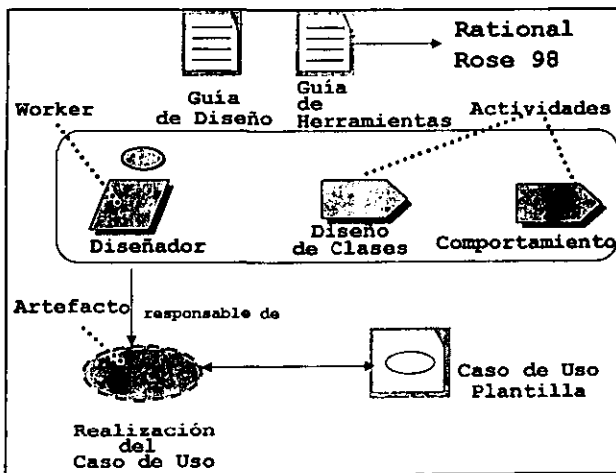 Rational
Rose 98
Guía
de Diseño
Guía
de
Herramientas
Worker
Actividades
Diseñador
Diseño
de Clases
Comportamiento
Artefacto
responsable de
Caso de Uso
Plantilla
Realización
del
Caso de Uso